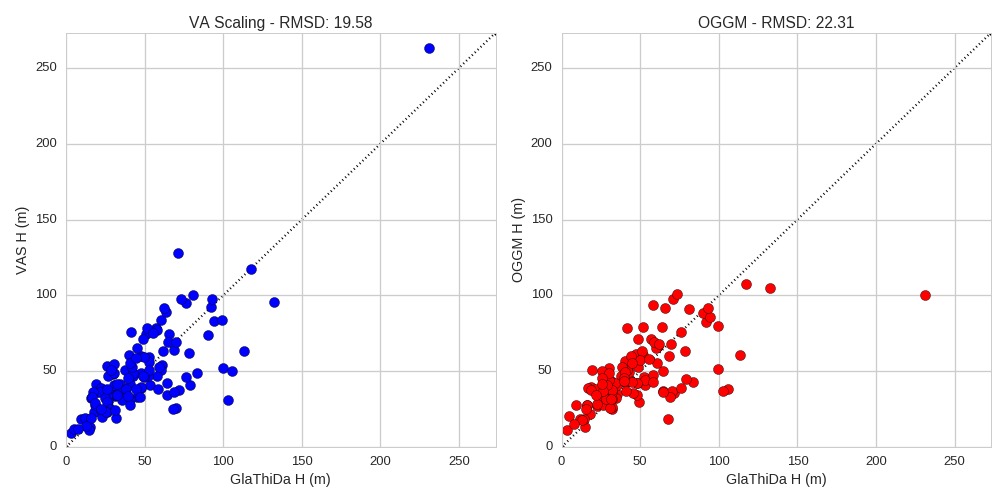 VA Scaling - RMSD: 19.58
250
200
150
100
50
0
VAS H (m)
0 50 100 150 200 250
GlaThiDa H (m)
OGGM - RMSD: 22.31
250
200
150
100
50
0
OGGM H (m)
0 50 100 150 200 250
GlaThiDa H (m)